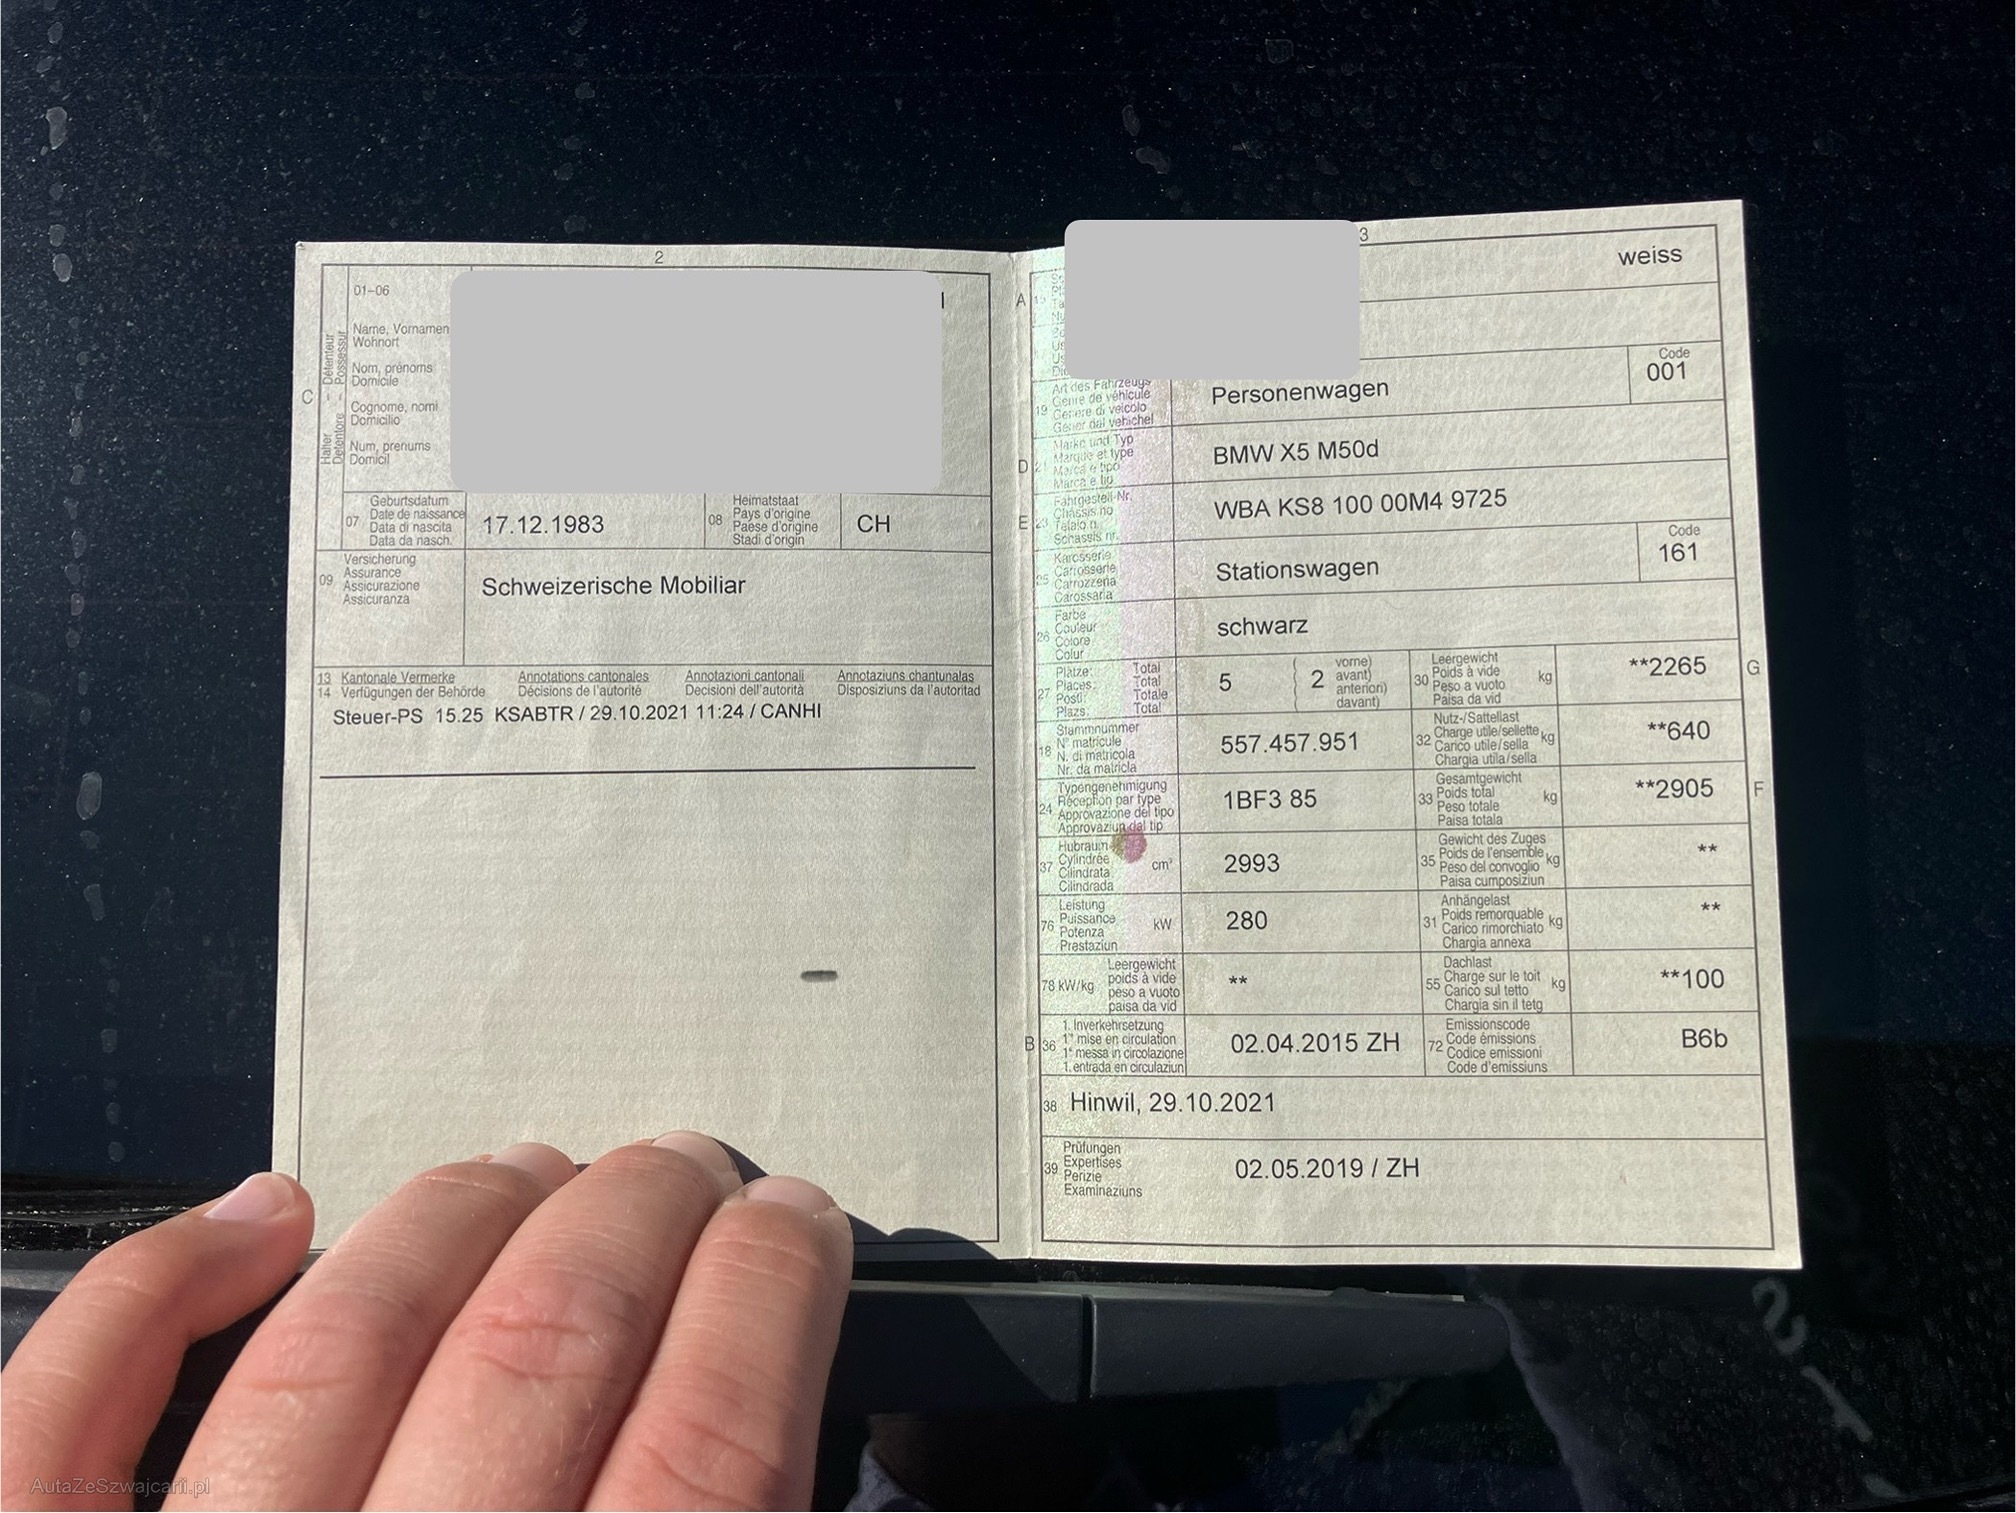 2
01-06
Name, Vornamen
Wohnort
Nom, prénoms
Domicile
Cognome, nomi
Domicilio
Num, prenums
Domicil
C
Halter – Détenteur
Detentore – Possessur
07
Geburtsdatum
Date de naissance
Data di nascita
Data da nasch.
17.12.1983
08
Heimatstaat
Pays d'origine
Paese d'origine
Stadi d'origin
CH
09
Versicherung
Assurance
Assicurazione
Assicuranza
Schweizerische Mobiliar
13 Kantonale Vermerke Annotations cantonales Annotazioni cantonali Annotaziuns chantunalas
14 Verfügungen der Behörde Décisions de l'autorité Decisioni dell'autorità Disposiziuns da l'autoritad
Steuer-PS 15.25 KSABTR / 29.10.2021 11:24 / CANHI
3
weiss
A
19
Art des Fahrzeugs
Genre de véhicule
Genere di veicolo
Gener dal vehichel
Personenwagen
Code
001
D
21
Marke und Typ
Marque et type
Marca e tipo
Marca e tip
BMW X5 M50d
E
23
Fahrgestell-Nr.
Châssis no
Telaio n.
Schassis nr.
WBA KS8 100 00M4 9725
25
Karosserie
Carrosserie
Carrozzeria
Carossaria
Stationswagen
Code
161
26
Farbe
Couleur
Colore
Colur
schwarz
27
Plätze: Total
Places: Total
Posti: Totale
Plazs: Total
5
2
vorne)
avant)
anteriori)
davant)
30
Leergewicht
Poids à vide
Peso a vuoto
Paisa da vid
kg
**2265
G
18
Stammnummer
N° matricule
N. di matricola
Nr. da matricla
557.457.951
32
Nutz-/Sattellast
Charge utile/sellette
Carico utile/sella
Chargia utila/sella
kg
**640
24
Typengenehmigung
Réception par type
Approvazione del tipo
Approvaziun dal tip
1BF3 85
33
Gesamtgewicht
Poids total
Peso totale
Paisa totala
kg
**2905
F
37
Hubraum
Cylindrée
Cilindrata
Cilindrada
cm³
2993
35
Gewicht des Zuges
Poids de l'ensemble
Peso del convoglio
Paisa cumposiziun
kg
**
76
Leistung
Puissance
Potenza
Prestaziun
kW
280
31
Anhängelast
Poids remorquable
Carico rimorchiato
Chargia annexa
kg
**
78 kW/kg
Leergewicht
poids à vide
peso a vuoto
paisa da vid
**
55
Dachlast
Charge sur le toit
Carico sul tetto
Chargia sin il tetg
kg
**100
B
36
1. Inverkehrsetzung
1re mise en circulation
1a messa in circolazione
1. entrada en circulaziun
02.04.2015 ZH
72
Emissionscode
Code émissions
Codice emissioni
Code d'emissiuns
B6b
38
Hinwil, 29.10.2021
39
Prüfungen
Expertises
Perizie
Examinaziuns
02.05.2019 / ZH
AutaZeSzwajcarii.pl